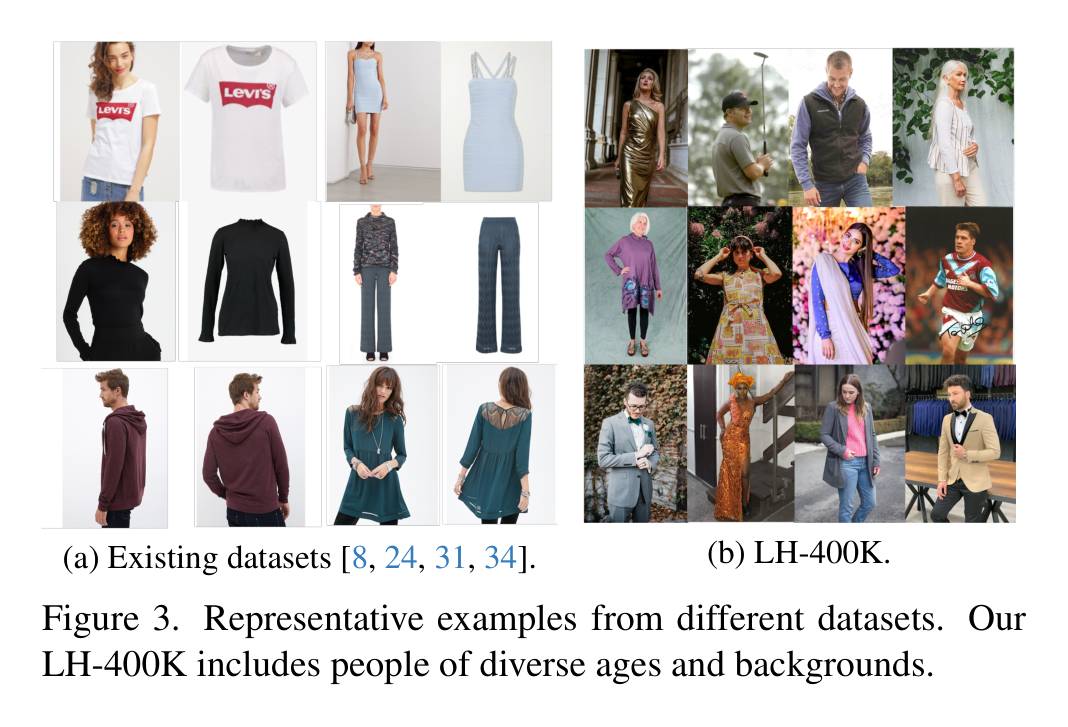 LEVI'S
LEVI'S
(a) Existing datasets [8, 24, 31, 34].
(b) LH-400K.
Figure 3. Representative examples from different datasets. Our
LH-400K includes people of diverse ages and backgrounds.